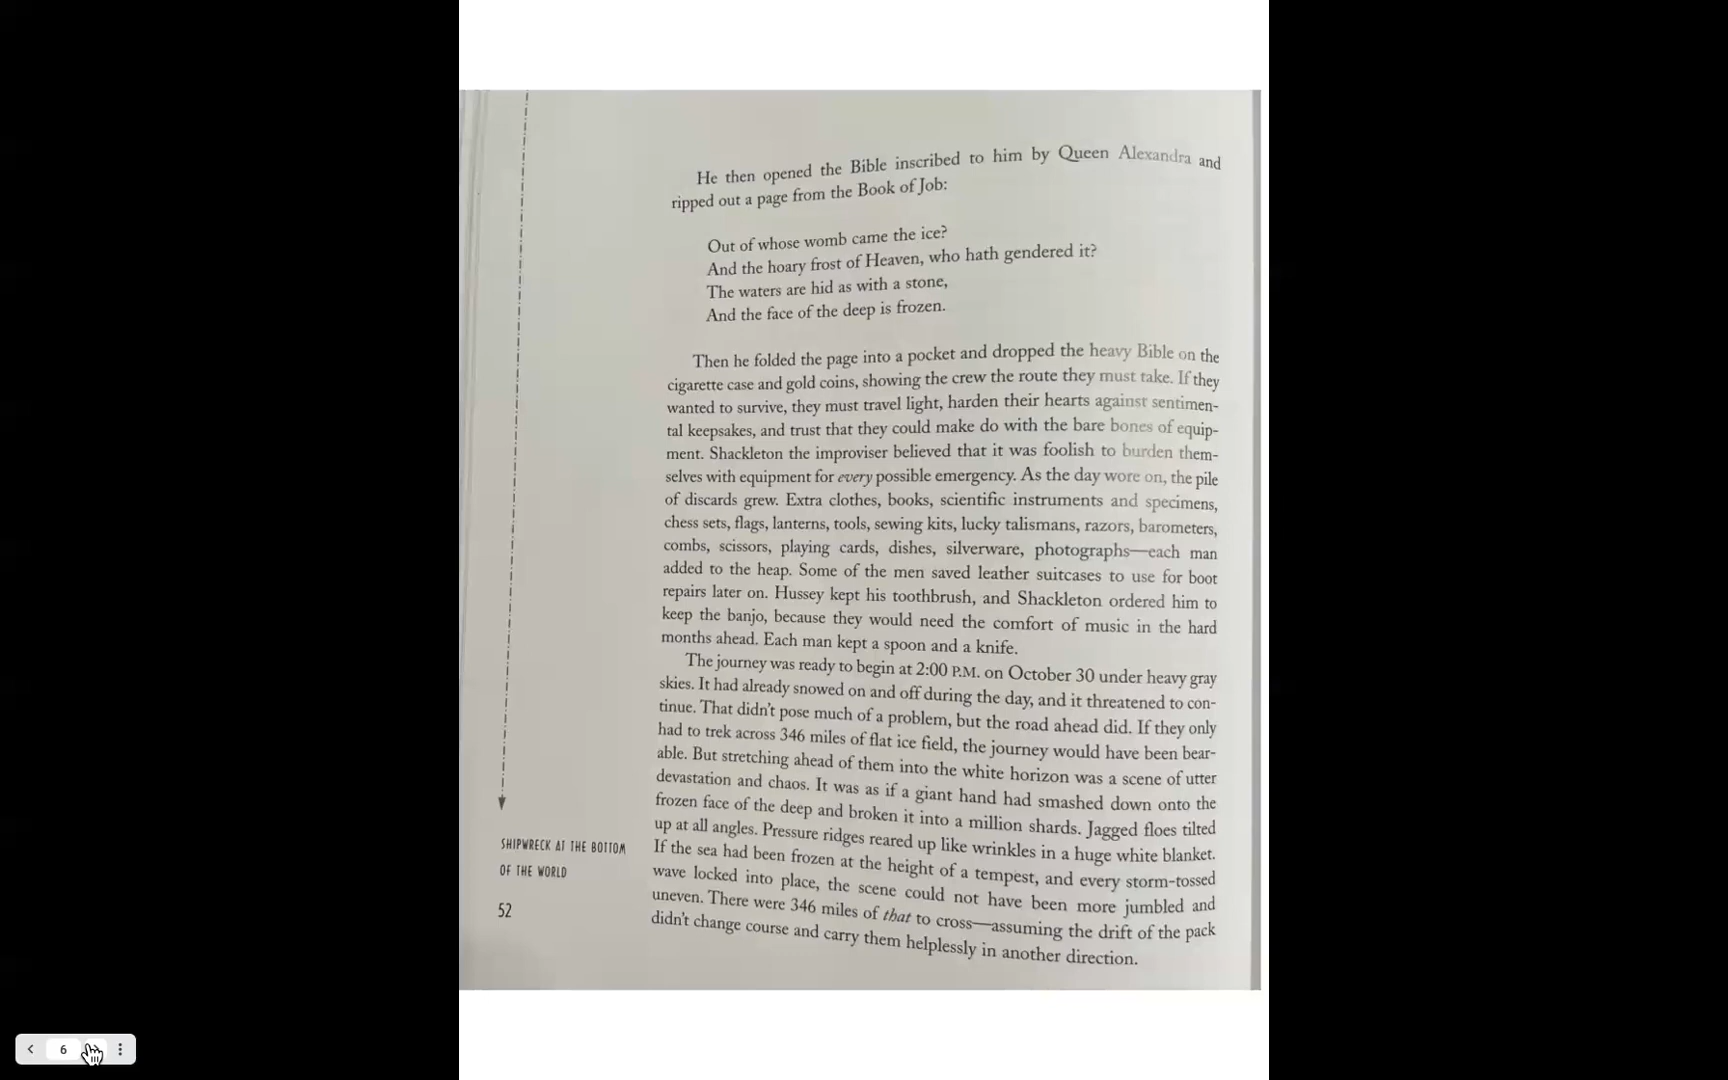 He then opened the Bible inscribed to him by Queen Alexandra and
ripped out a page from the Book of Job:
Out of whose womb came the ice?
And the hoary frost of Heaven, who hath gendered it?
The waters are hid as with a stone,
And the face of the deep is frozen.
Then he folded the page into a pocket and dropped the heavy Bible on the
cigarette case and gold coins, showing the crew the route they must take. If they
wanted to survive, they must travel light, harden their hearts against sentimen-
tal keepsakes, and trust that they could make do with the bare bones of equip-
ment. Shackleton the improviser believed that it was foolish to burden them-
selves with equipment for every possible emergency. As the day wore on, the pile
of discards grew. Extra clothes, books, scientific instruments and specimens,
chess sets, flags, lanterns, tools, sewing kits, lucky talismans, razors, barometers,
combs, scissors, playing cards, dishes, silverware, photographs—each man
added to the heap. Some of the men saved leather suitcases to use for boot
repairs later on. Hussey kept his toothbrush, and Shackleton ordered him to
keep the banjo, because they would need the comfort of music in the hard
months ahead. Each man kept a spoon and a knife.
The journey was ready to begin at 2:00 P.M. on October 30 under heavy gray
skies. It had already snowed on and off during the day, and it threatened to con-
tinue. That didn't pose much of a problem, but the road ahead did. If they only
had to trek across 346 miles of flat ice field, the journey would have been bear-
able. But stretching ahead of them into the white horizon was a scene of utter
devastation and chaos. It was as if a giant hand had smashed down onto the
frozen face of the deep and broken it into a million shards. Jagged floes tilted
up at all angles. Pressure ridges reared up like wrinkles in a huge white blanket.
If the sea had been frozen at the height of a tempest, and every storm-tossed
wave locked into place, the scene could not have been more jumbled and
uneven. There were 346 miles of that to cross—assuming the drift of the pack
didn't change course and carry them helplessly in another direction.
SHIPWRECK AT THE BOTTOM
OF THE WORLD
52
6